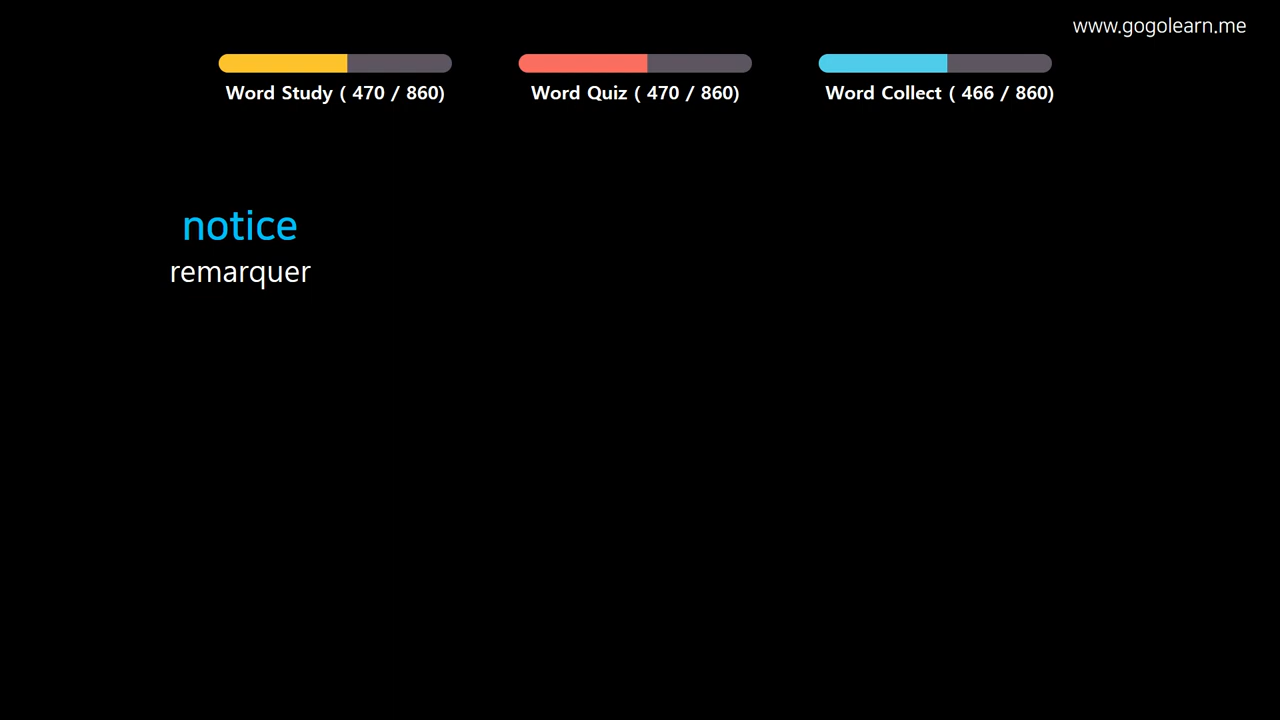 www.gogolearn.me
Word Study ( 470 / 860)
Word Quiz ( 470 / 860)
Word Collect ( 466 / 860)
notice
remarquer